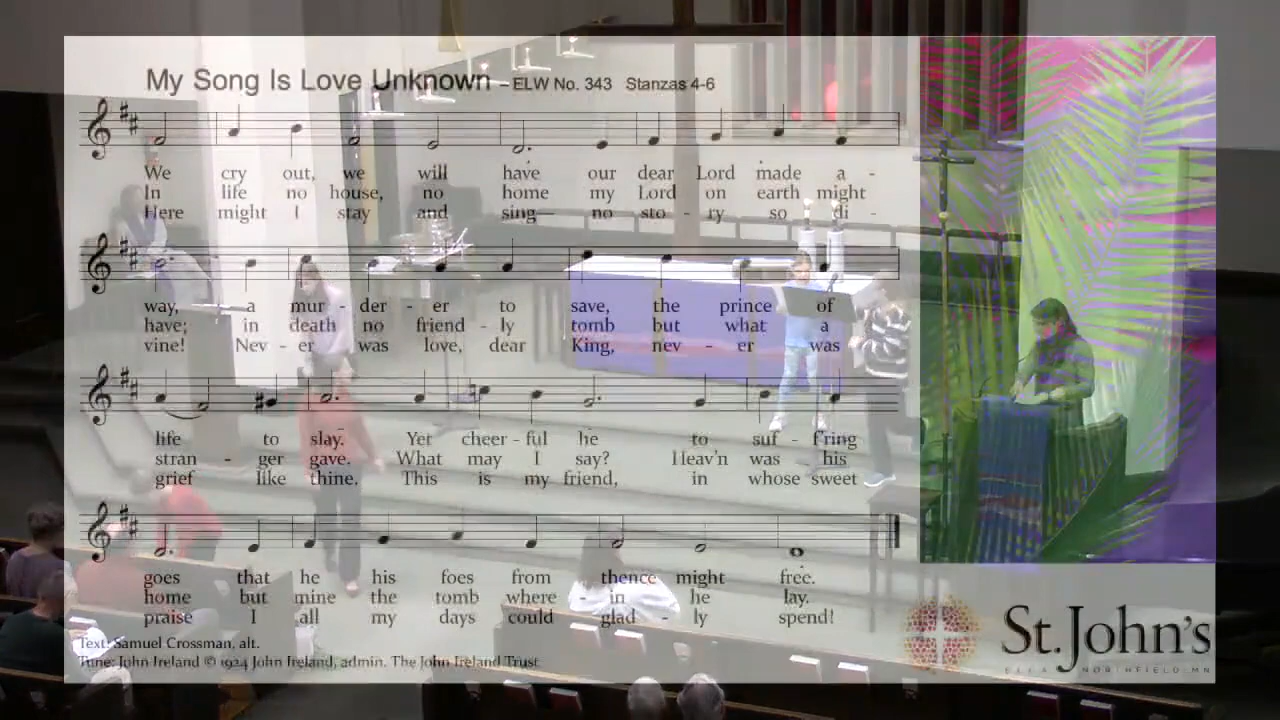 My Song Is Love Unknown – ELW No. 343 Stanzas 4-6
We cry out, we will have our dear Lord made a -
In life no house, no home my Lord on earth might
Here might I stay and sing— no sto - ry so di -
way, a mur - der - er to save, the prince of
have; in death no friend - ly tomb but what a
vine! Nev - er was love, dear King, nev - er was
life to slay. Yet cheer - ful he to suf - f'ring
stran - ger gave. What may I say? Heav'n was his
grief like thine. This is my friend, in whose sweet
goes that he his foes from thence might free.
home but mine the tomb where - in he lay.
praise I all my days could glad - ly spend!
Text: Samuel Crossman, alt.
Tune: John Ireland © 1924 John Ireland, admin. The John Ireland Trust
St. John's
ELCA NORTHFIELD, MN